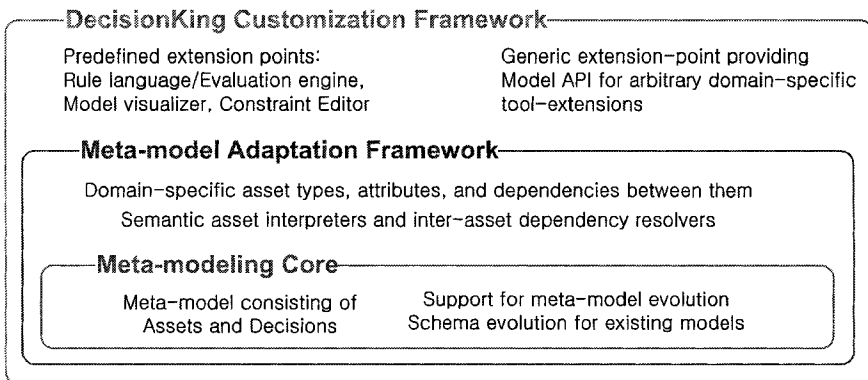 DecisionKing Customization Framework
Predefined extension points:
Rule language/Evaluation engine,
Model visualizer, Constraint Editor
Generic extension-point providing
Model API for arbitrary domain-specific
tool-extensions
Meta-model Adaptation Framework
Domain-specific asset types, attributes, and dependencies between them
Semantic asset interpreters and inter-asset dependency resolvers
Meta-modeling Core
Meta-model consisting of
Assets and Decisions
Support for meta-model evolution
Schema evolution for existing models